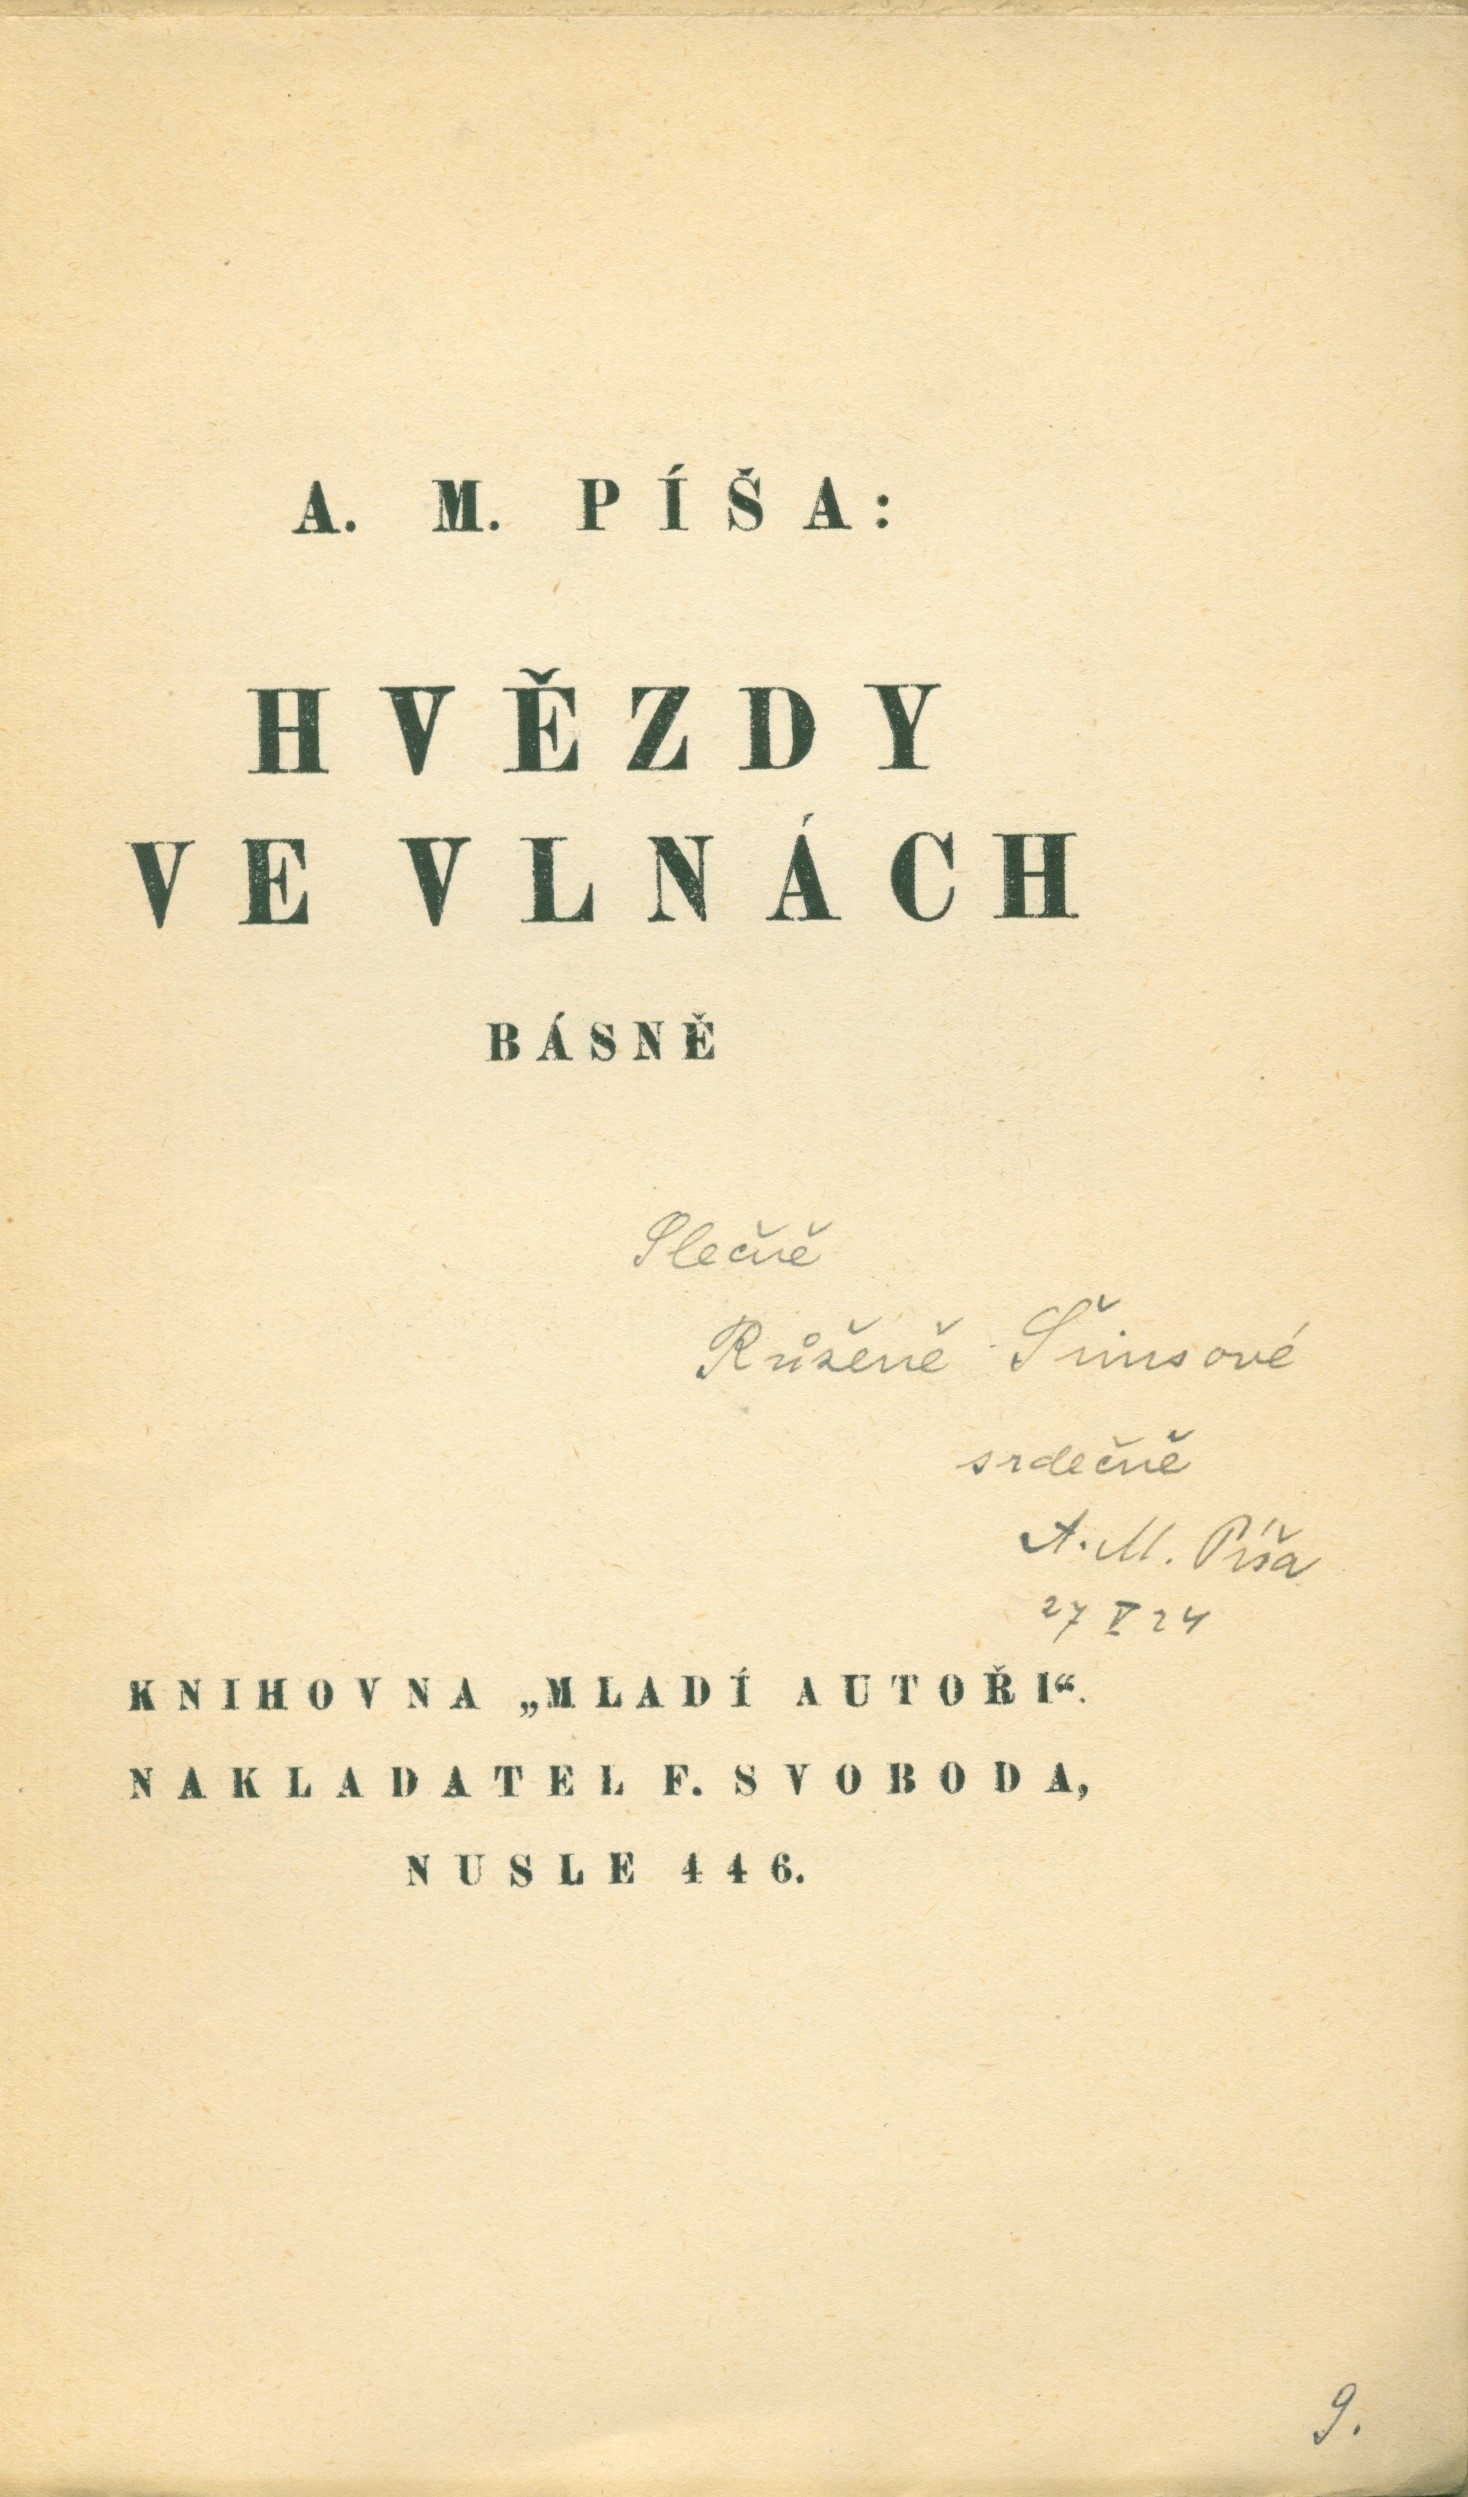 A. M. PÍŠA:
HVĚZDY
VE VLNÁCH
BÁSNĚ
Slečně
Růženě Šimsové
srdečně
A. M. Píša
27 V 24
KNIHOVNA „MLADÍ AUTOŘI“.
NAKLADATEL F. SVOBODA,
NUSLE 446.
9.